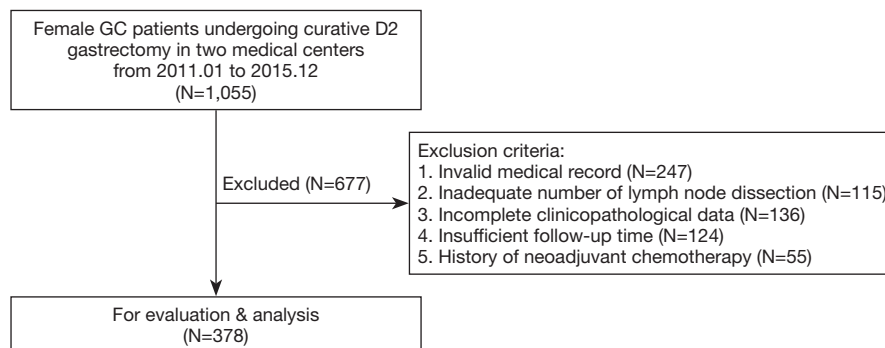 Female GC patients undergoing curative D2
gastrectomy in two medical centers
from 2011.01 to 2015.12
(N=1,055)
Excluded (N=677)
Exclusion criteria:
1. Invalid medical record (N=247)
2. Inadequate number of lymph node dissection (N=115)
3. Incomplete clinicopathological data (N=136)
4. Insufficient follow-up time (N=124)
5. History of neoadjuvant chemotherapy (N=55)
For evaluation & analysis
(N=378)